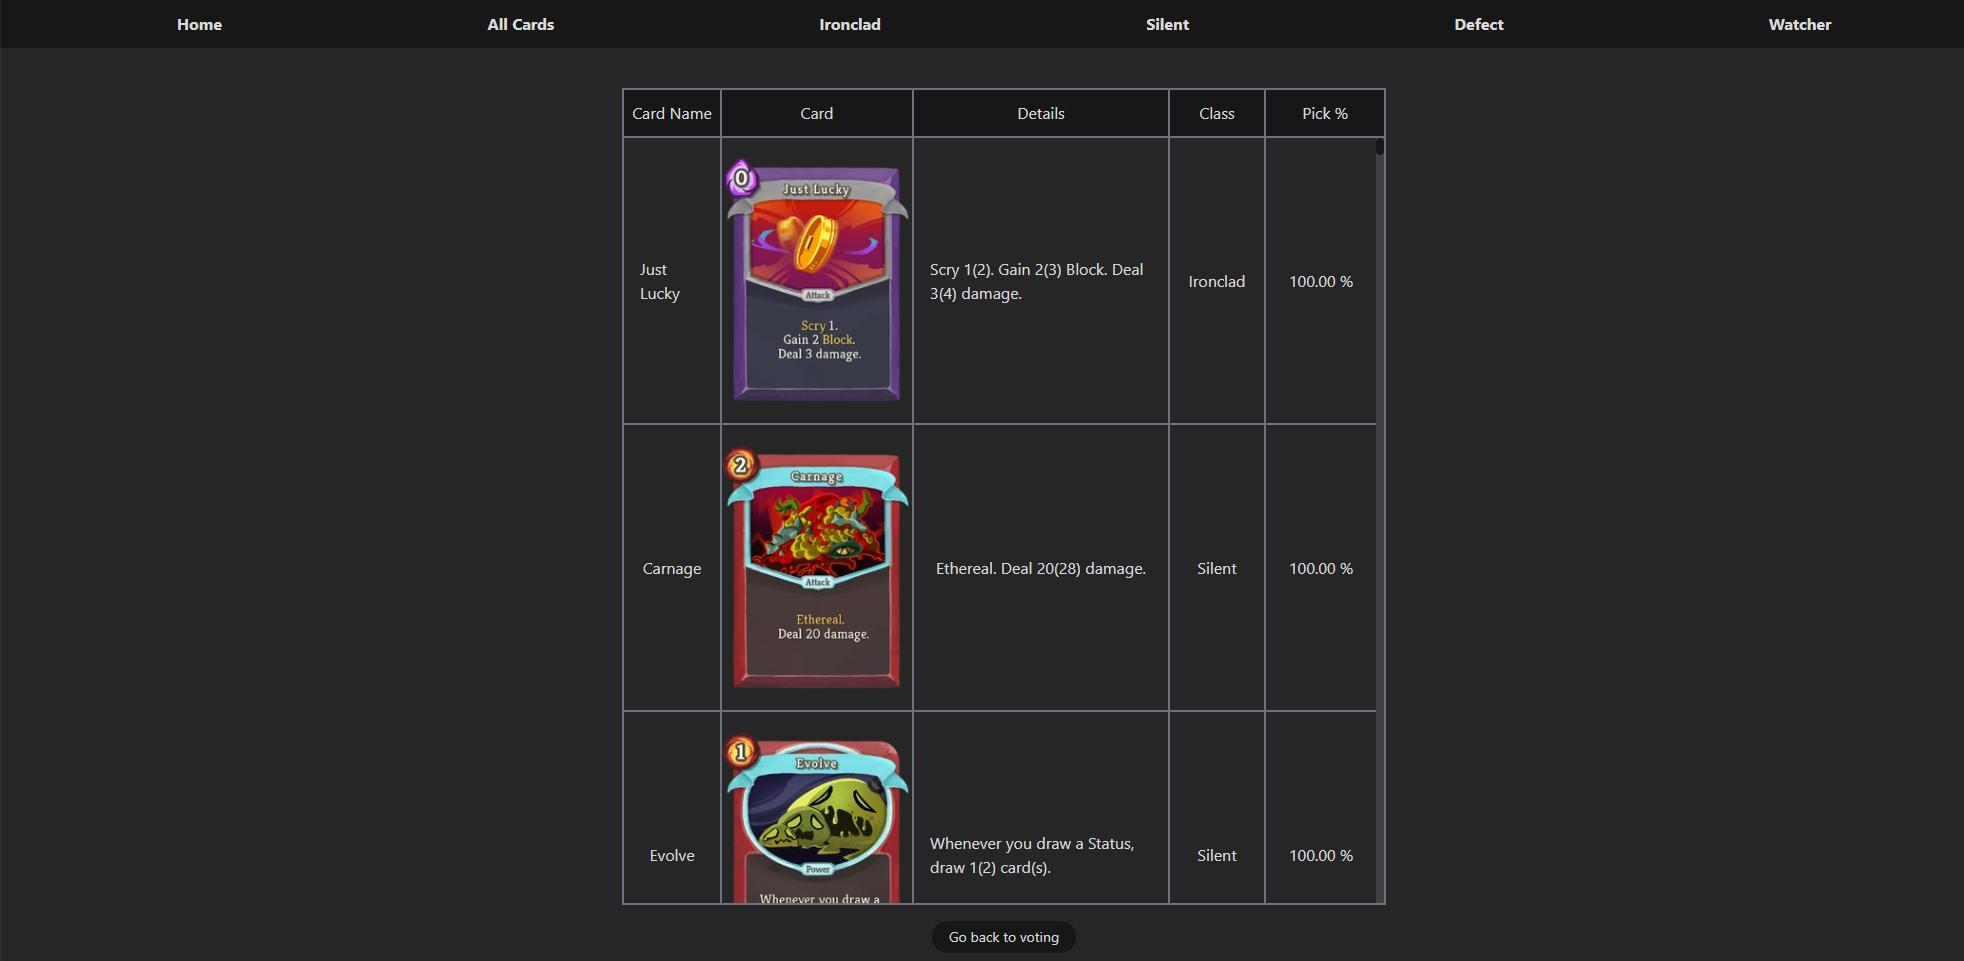 Home All Cards Ironclad Silent Defect Watcher
Card Name Card Details Class Pick %
Just
Lucky
0
Just Lucky
Attack
Scry 1.
Gain 2 Block.
Deal 3 damage.
Scry 1(2). Gain 2(3) Block. Deal
3(4) damage.
Ironclad
100.00 %
Carnage
2
Carnage
Attack
Ethereal.
Deal 20 damage.
Ethereal. Deal 20(28) damage.
Silent
100.00 %
Evolve
1
Evolve
Power
Whenever you draw a
Whenever you draw a Status,
draw 1(2) card(s).
Silent
100.00 %
Go back to voting